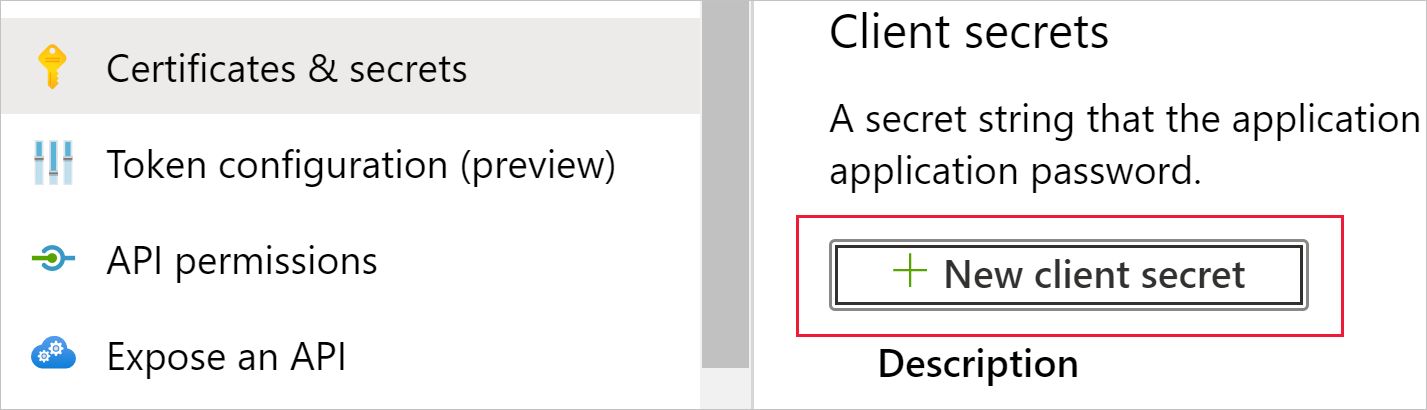 Certificates & secrets
Token configuration (preview)
API permissions
Expose an API
Client secrets
A secret string that the application
application password.
New client secret
Description